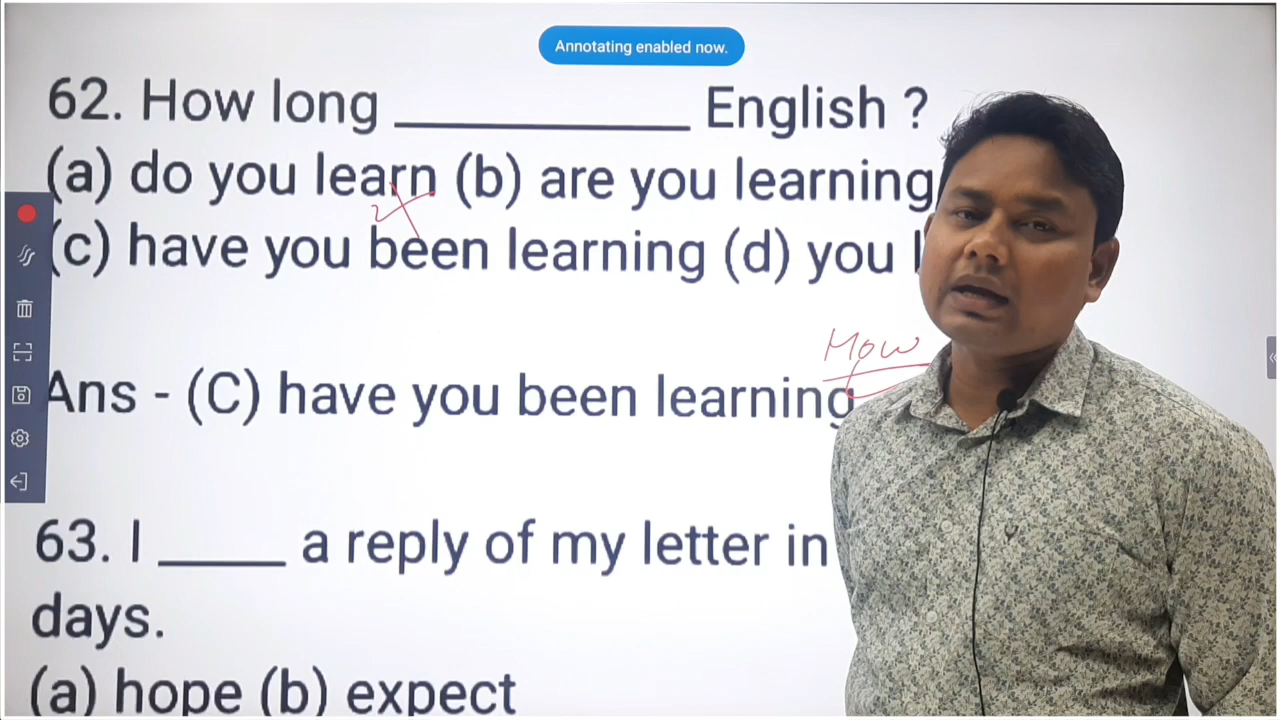 Annotating enabled now.
62. How long __________ English ?
(a) do you learn (b) are you learning
(c) have you been learning (d) you
How
Ans - (C) have you been learning
63. I _____ a reply of my letter in
days.
(a) hope (b) expect